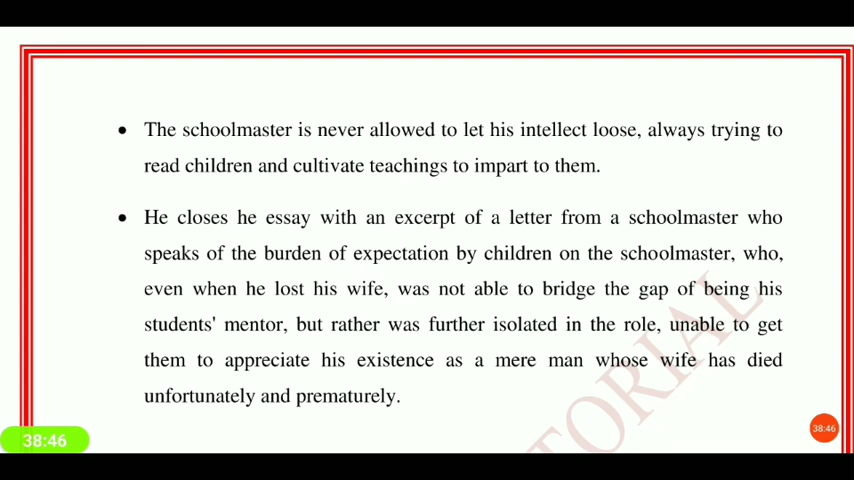 • The schoolmaster is never allowed to let his intellect loose, always trying to
read children and cultivate teachings to impart to them.
• He closes he essay with an excerpt of a letter from a schoolmaster who
speaks of the burden of expectation by children on the schoolmaster, who,
even when he lost his wife, was not able to bridge the gap of being his
students' mentor, but rather was further isolated in the role, unable to get
them to appreciate his existence as a mere man whose wife has died
unfortunately and prematurely.
TORIAL
38:46
38:46